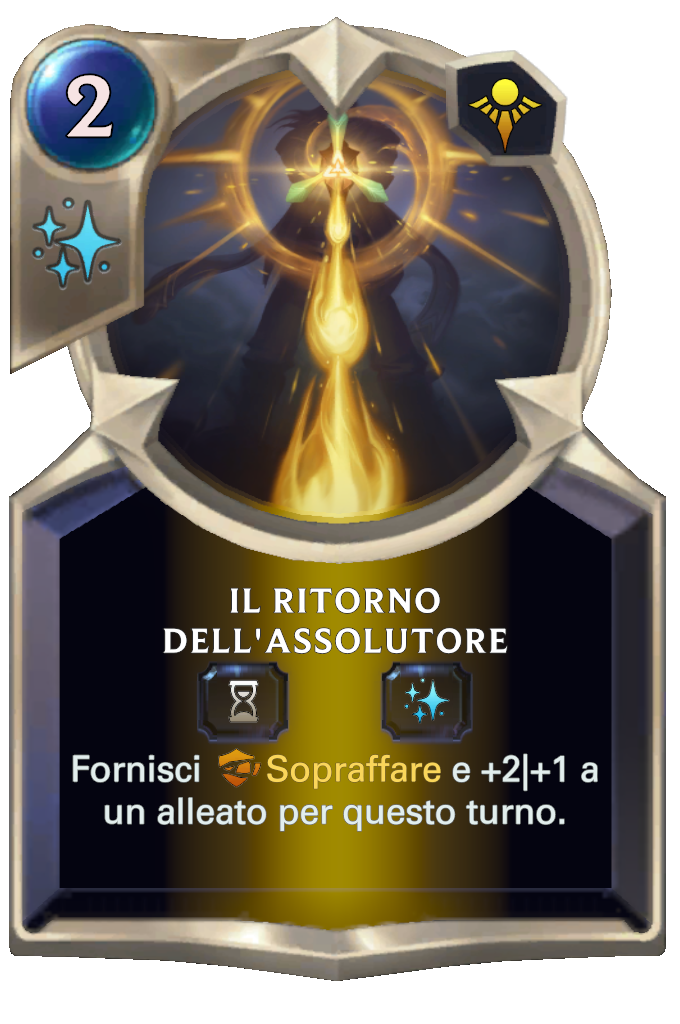 2
IL RITORNO
DELL'ASSOLUTORE
Fornisci Sopraffare e +2|+1 a
un alleato per questo turno.